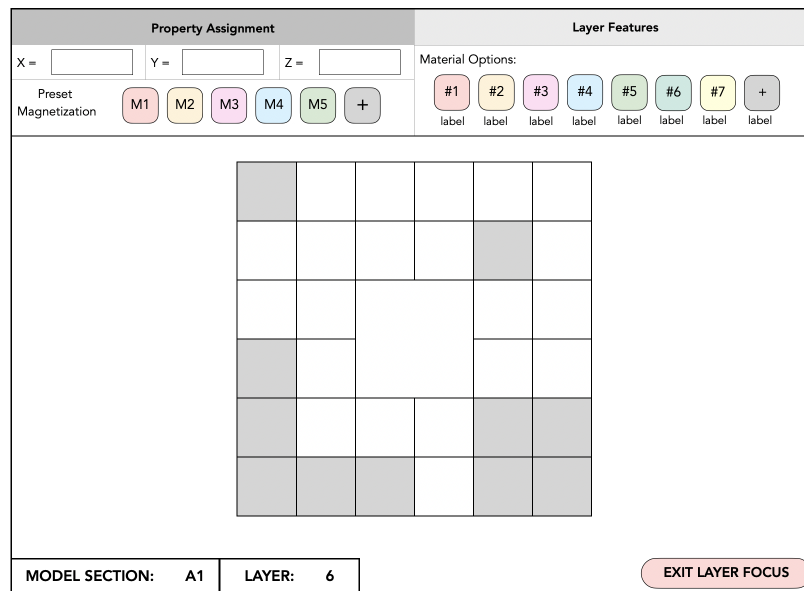 Property Assignment
Layer Features
X =
Y =
Z =
Material Options:
Preset
Magnetization
M1 M2 M3 M4 M5 +
#1 #2 #3 #4 #5 #6 #7 +
label label label label label label label label
MODEL SECTION: A1
LAYER: 6
EXIT LAYER FOCUS